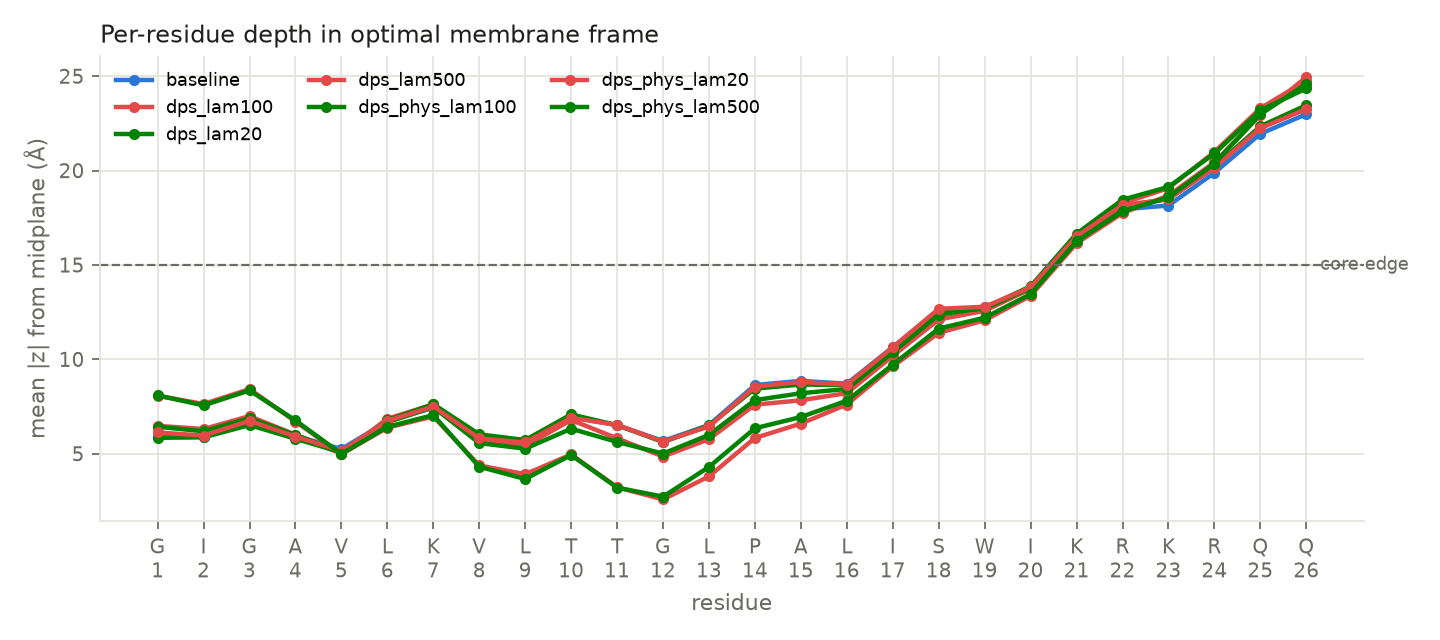 Per-residue depth in optimal membrane frame
baseline dps_lam500 dps_phys_lam20
dps_lam100 dps_phys_lam100 dps_phys_lam500
dps_lam20
mean |z| from midplane (Å)
25
20
15
10
5
core-edge
G I G A V L K V L T T G L P A L I S W I K R K R Q Q
1 2 3 4 5 6 7 8 9 10 11 12 13 14 15 16 17 18 19 20 21 22 23 24 25 26
residue